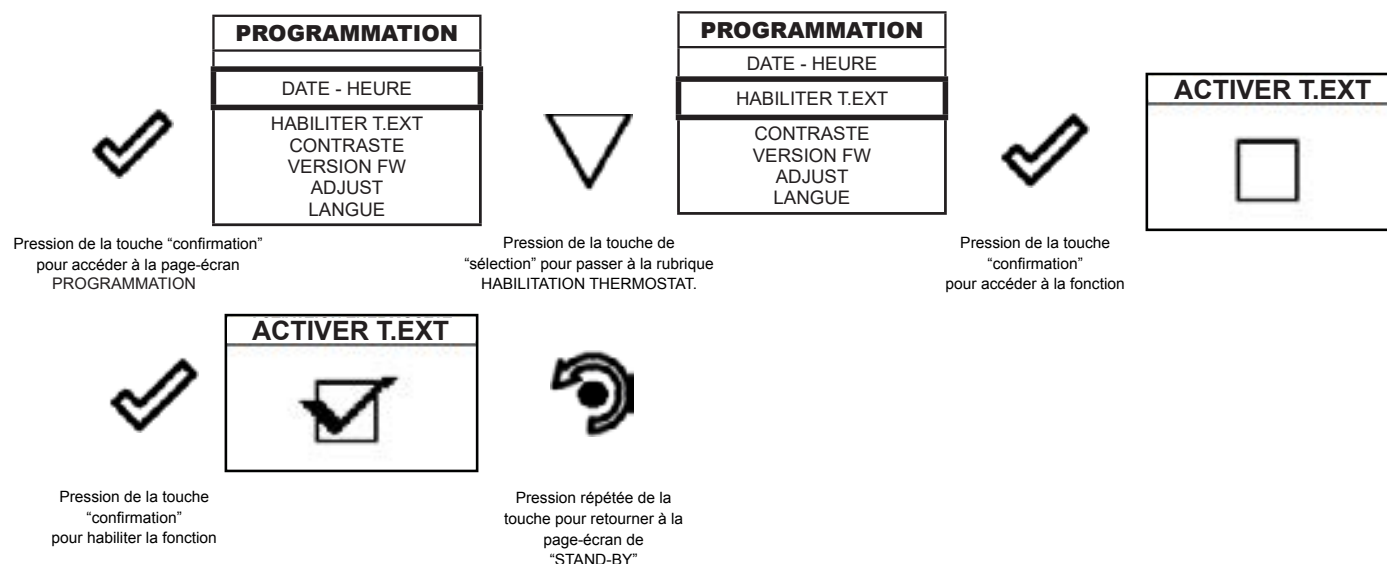 PROGRAMMATION
DATE - HEURE
HABILITER T.EXT
CONTRASTE
VERSION FW
ADJUST
LANGUE
PROGRAMMATION
DATE - HEURE
HABILITER T.EXT
CONTRASTE
VERSION FW
ADJUST
LANGUE
ACTIVER T.EXT
Pression de la touche “confirmation”
pour accéder à la page-écran
PROGRAMMATION
Pression de la touche de
“sélection” pour passer à la rubrique
HABILITATION THERMOSTAT.
Pression de la touche
“confirmation”
pour accéder à la fonction
ACTIVER T.EXT
Pression de la touche
“confirmation”
pour habiliter la fonction
Pression répétée de la
touche pour retourner à la
page-écran de
“STAND-BY”